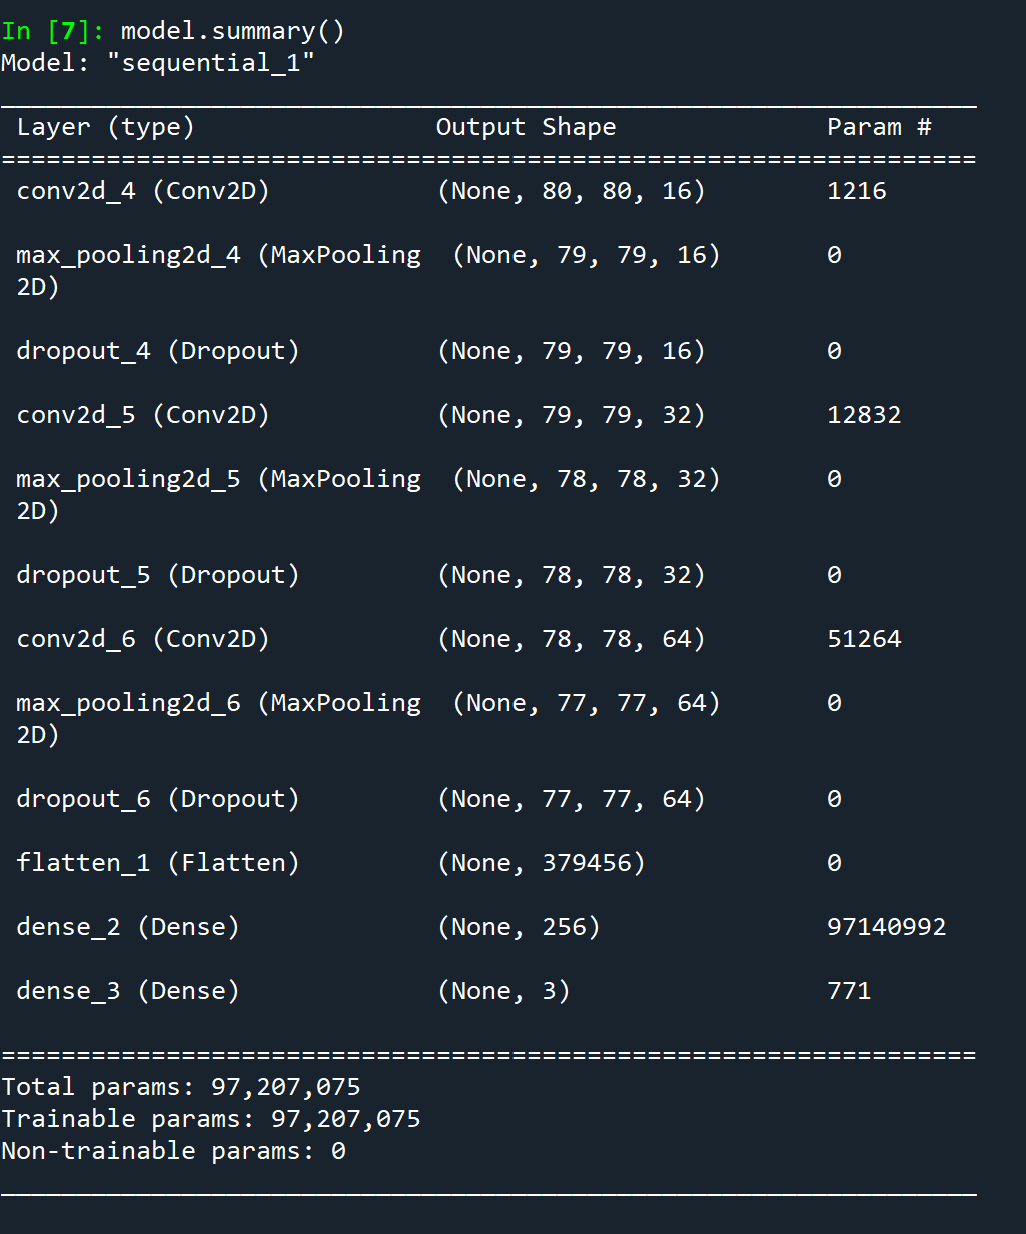 In [7]: model.summary()
Model: "sequential_1"
_________________________________________________________________
Layer (type) Output Shape Param #
=================================================================
conv2d_4 (Conv2D) (None, 80, 80, 16) 1216
max_pooling2d_4 (MaxPooling (None, 79, 79, 16) 0
2D)
dropout_4 (Dropout) (None, 79, 79, 16) 0
conv2d_5 (Conv2D) (None, 79, 79, 32) 12832
max_pooling2d_5 (MaxPooling (None, 78, 78, 32) 0
2D)
dropout_5 (Dropout) (None, 78, 78, 32) 0
conv2d_6 (Conv2D) (None, 78, 78, 64) 51264
max_pooling2d_6 (MaxPooling (None, 77, 77, 64) 0
2D)
dropout_6 (Dropout) (None, 77, 77, 64) 0
flatten_1 (Flatten) (None, 379456) 0
dense_2 (Dense) (None, 256) 97140992
dense_3 (Dense) (None, 3) 771
=================================================================
Total params: 97,207,075
Trainable params: 97,207,075
Non-trainable params: 0
_________________________________________________________________